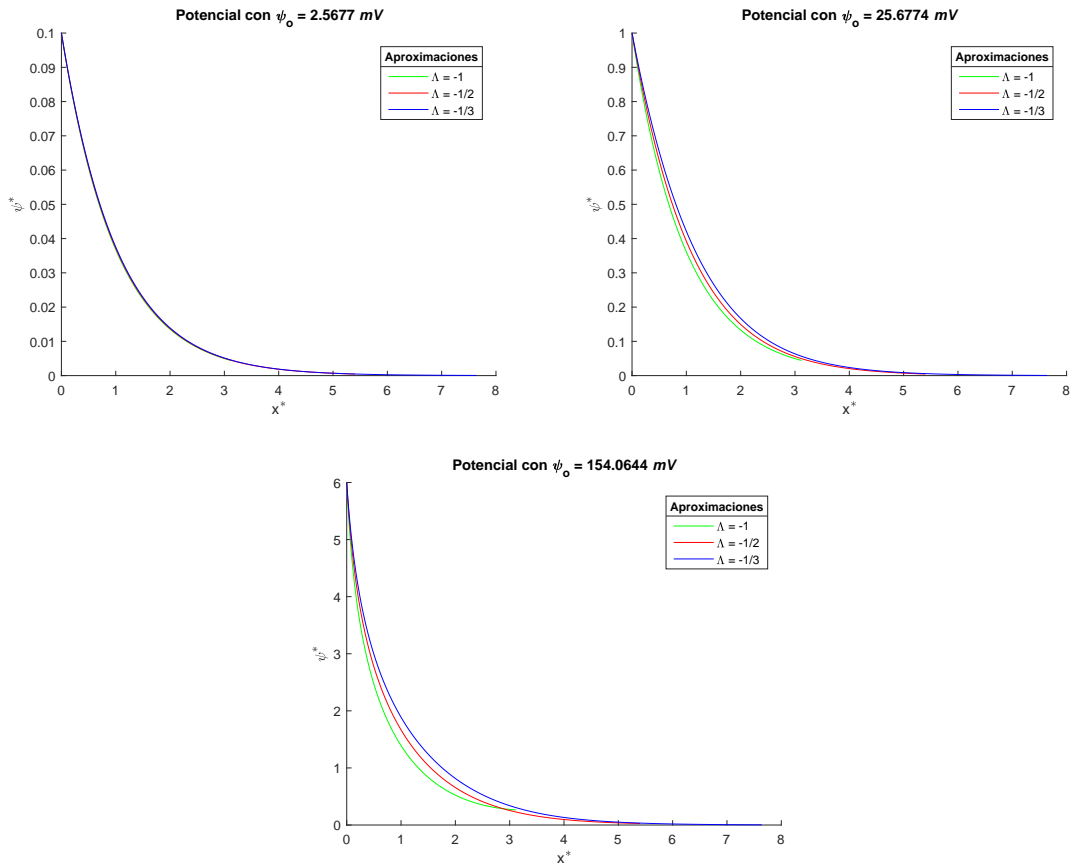 Potencial con ψo = 2.5677 mV
0.1
0.09
0.08
0.07
0.06
0.05
0.04
0.03
0.02
0.01
0
ψ*
0 1 2 3 4 5 6 7 8
x*
Aproximaciones
Λ = -1
Λ = -1/2
Λ = -1/3
Potencial con ψo = 25.6774 mV
1
0.9
0.8
0.7
0.6
0.5
0.4
0.3
0.2
0.1
0
ψ*
0 1 2 3 4 5 6 7 8
x*
Aproximaciones
Λ = -1
Λ = -1/2
Λ = -1/3
Potencial con ψo = 154.0644 mV
6
5
4
3
2
1
0
ψ*
0 1 2 3 4 5 6 7 8
x*
Aproximaciones
Λ = -1
Λ = -1/2
Λ = -1/3